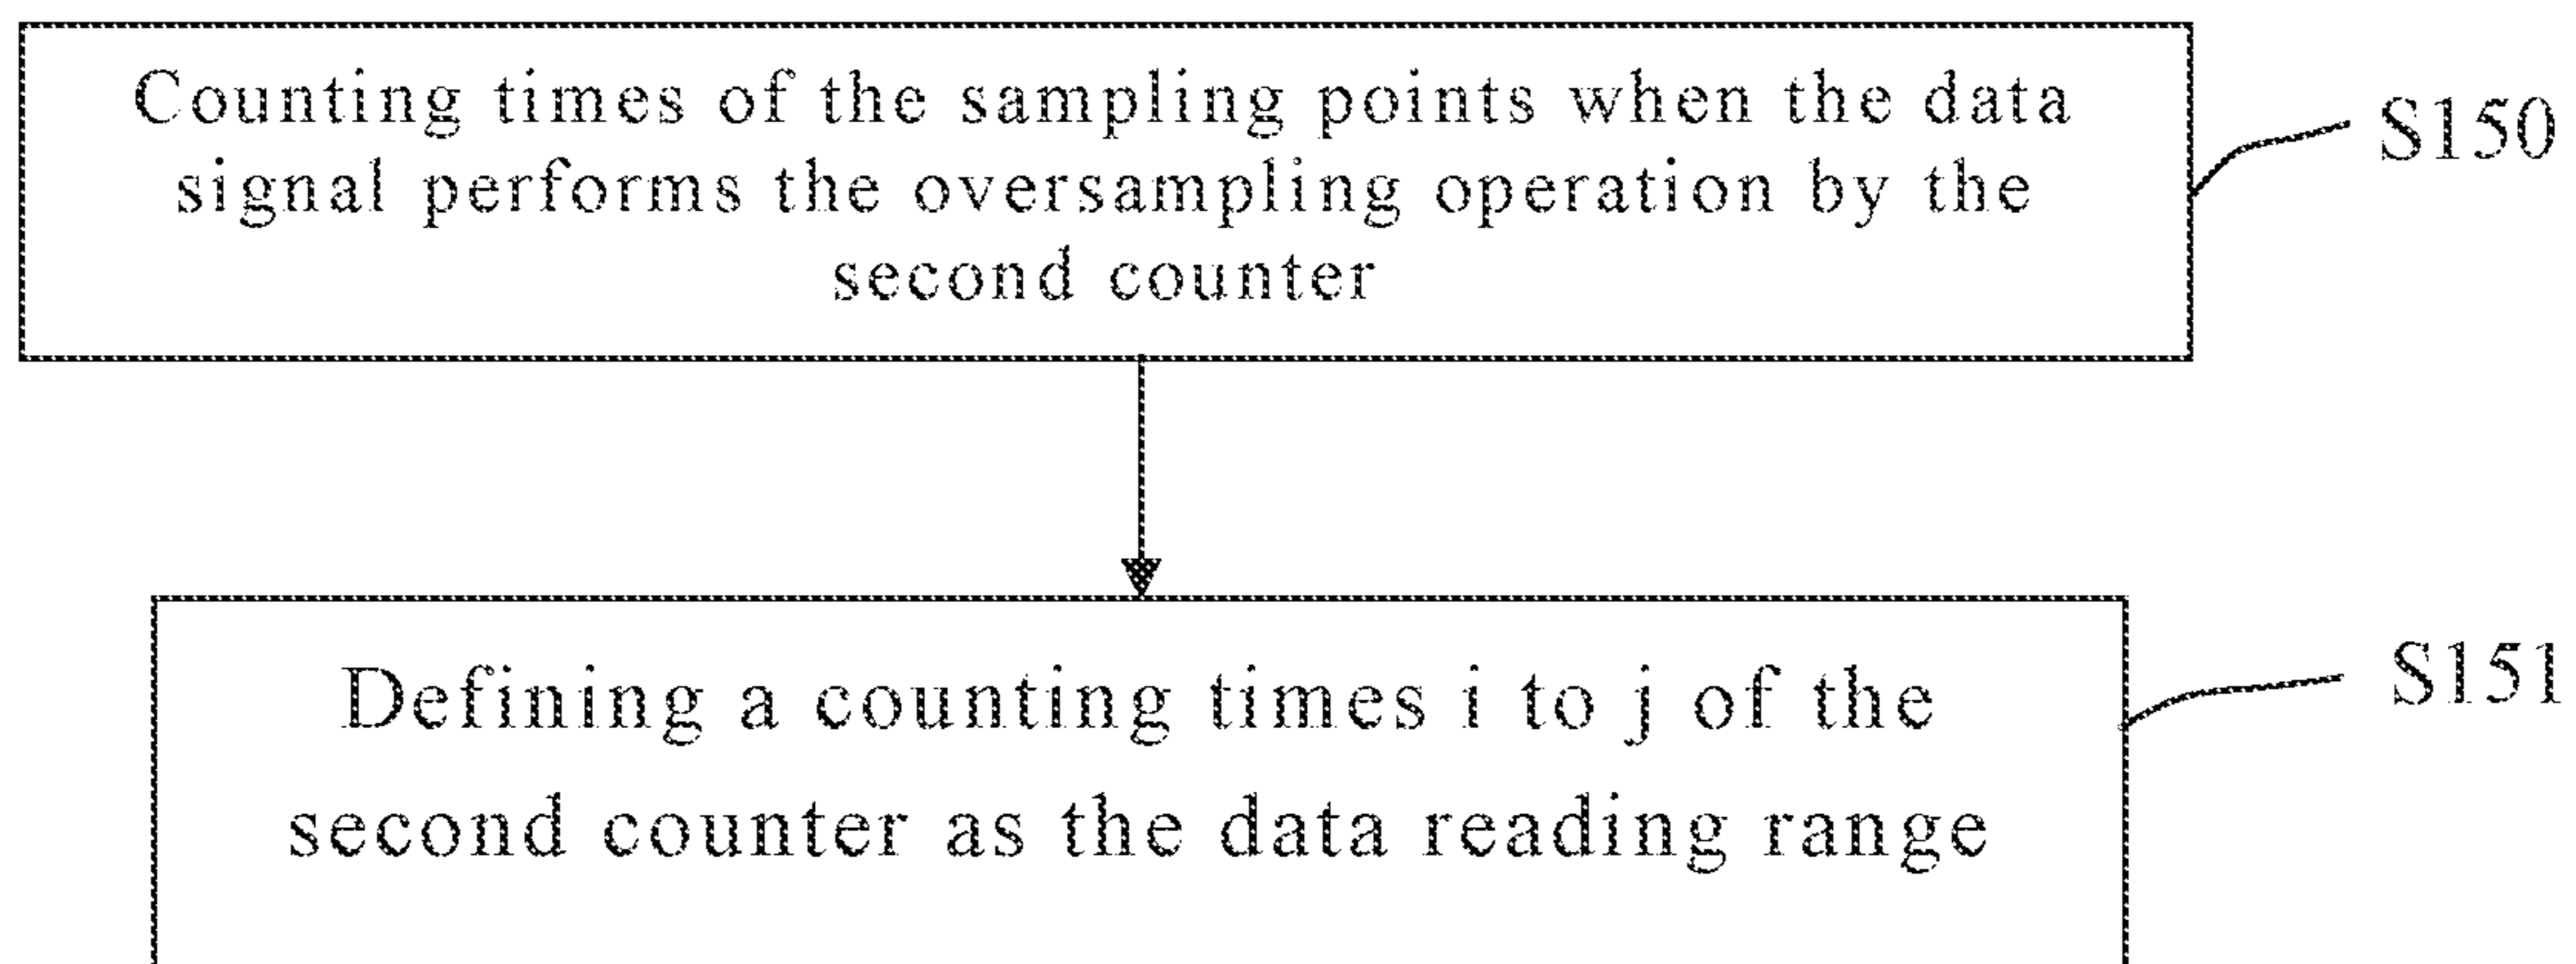 Counting times of the sampling points when the data
signal performs the oversampling operation by the
second counter
S150
Defining a counting times i to j of the
second counter as the data reading range
S151